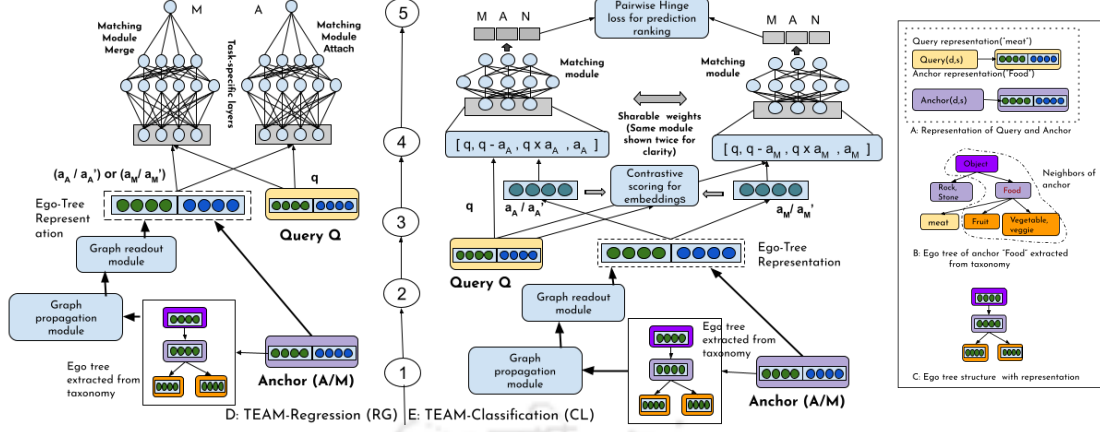 M
A
Matching
Module
Merge
Matching
Module
Attach
Task-specific
layers
(aA / aA') or (aM/ aM')
q
Ego-Tree
Represent
ation
Query Q
Graph readout
module
Graph
propagation
module
Ego tree
extracted from
taxonomy
Anchor (A/M)
D: TEAM-Regression (RG)
5
4
3
2
1
M A N
Pairwise Hinge
loss for prediction
ranking
M A N
Matching
module
Matching
module
Sharable weights
(Same module
shown twice for
clarity)
[ q, q - aA , q x aA , aA ]
[ q, q - aM , q x aM , aM ]
Contrastive
scoring for
embeddings
aA / aA'
aM/ aM'
q
Query Q
Ego-Tree
Representation
Graph readout
module
Graph
propagation
module
Ego tree
extracted from
taxonomy
Anchor (A/M)
E: TEAM-Classification (CL)
Query representation("meat")
Query(d,s)
Anchor representation("Food")
Anchor(d,s)
A: Representation of Query and Anchor
Object
Neighbors of
anchor
Rock,
Stone
Food
meat
Fruit
Vegetable,
veggie
B: Ego tree of anchor "Food" extracted
from taxonomy
C: Ego tree structure with representation